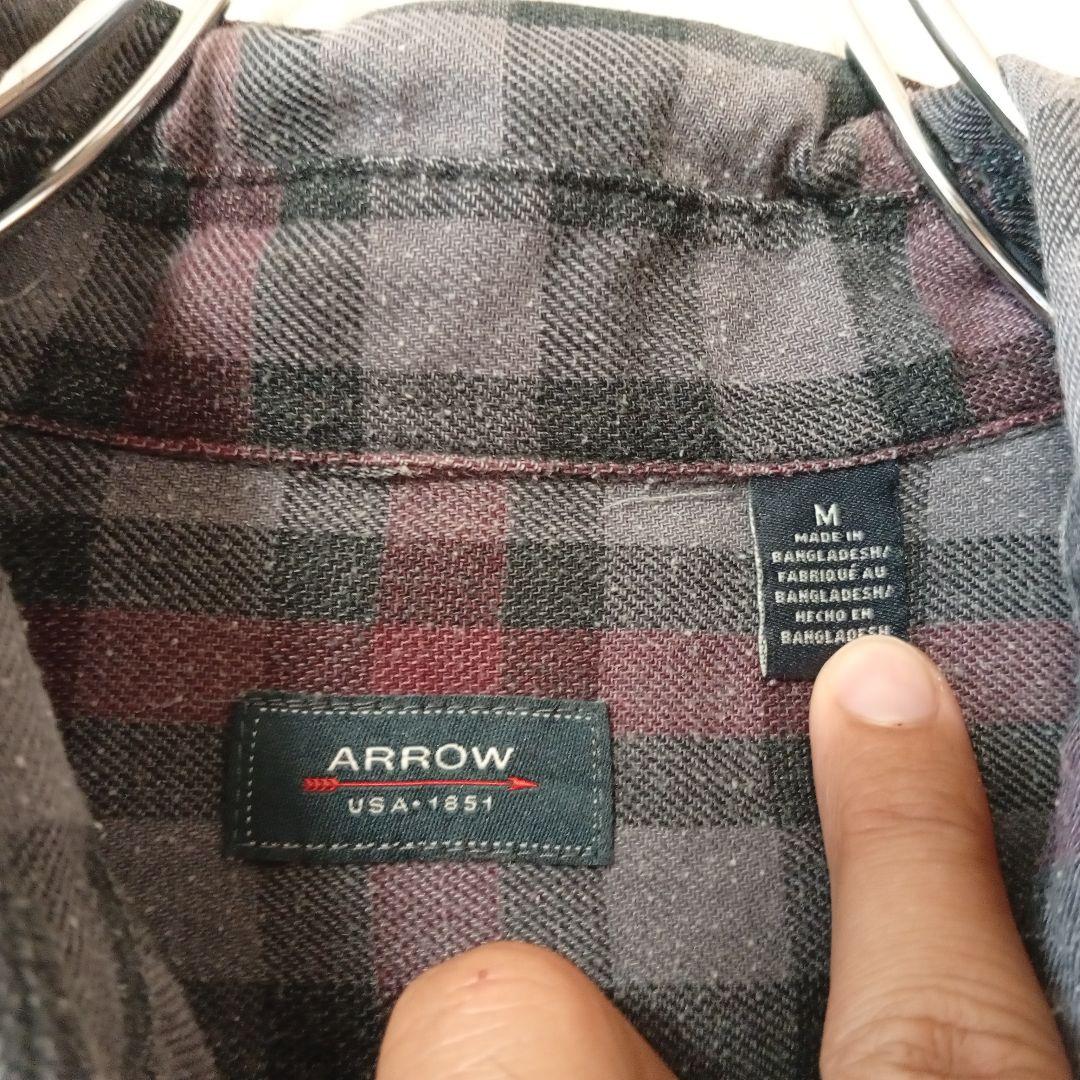 M
MADE IN
BANGLADESH/
FABRIQUÉ AU
BANGLADESH/
HECHO EN
BANGLADESH
ARROW
USA•1851